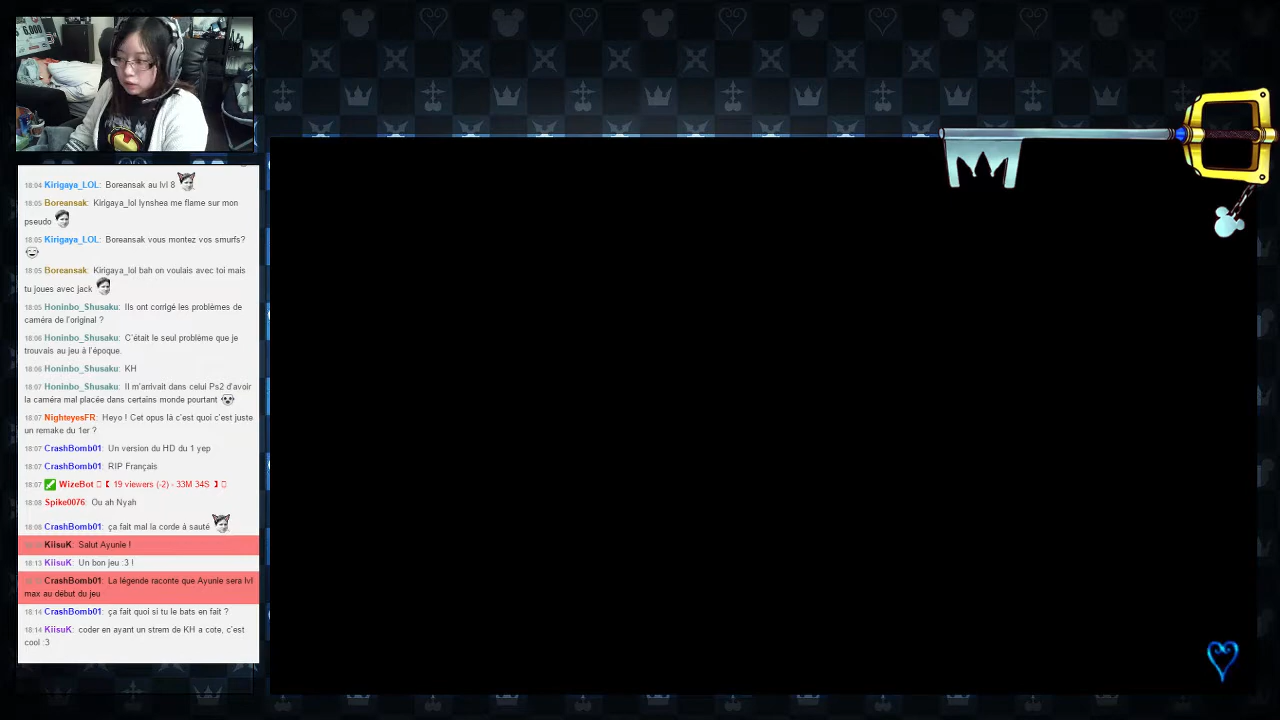 6,000
18:04 Kirigaya_LOL: Boreansak au lvl 8
18:05 Boreansak: Kirigaya_lol lynshea me flame sur mon
pseudo
18:05 Kirigaya_LOL: Boreansak vous montez vos smurfs?
18:05 Boreansak: Kirigaya_lol bah on voulais avec toi mais
tu joues avec jack
18:05 Honinbo_Shusaku: Ils ont corrigé les problèmes de
caméra de l'original ?
18:06 Honinbo_Shusaku: C'était le seul problème que je
trouvais au jeu à l'époque.
18:06 Honinbo_Shusaku: KH
18:07 Honinbo_Shusaku: Il m'arrivait dans celui Ps2 d'avoir
la caméra mal placée dans certains monde pourtant
18:07 NighteyesFR: Heyo ! Cet opus là c'est quoi c'est juste
un remake du 1er ?
18:07 CrashBomb01: Un version du HD du 1 yep
18:07 CrashBomb01: RIP Français
18:07 WizeBot 【 19 viewers (-2) - 33M 34S 】
18:08 Spike0076: Ou ah Nyah
18:08 CrashBomb01: ça fait mal la corde à sauté
KiisuK: Salut Ayunie !
18:13 KiisuK: Un bon jeu :3 !
CrashBomb01: La légende raconte que Ayunie sera lvl
max au début du jeu
18:14 CrashBomb01: ça fait quoi si tu le bats en fait ?
18:14 KiisuK: coder en ayant un strem de KH a cote, c'est
cool :3